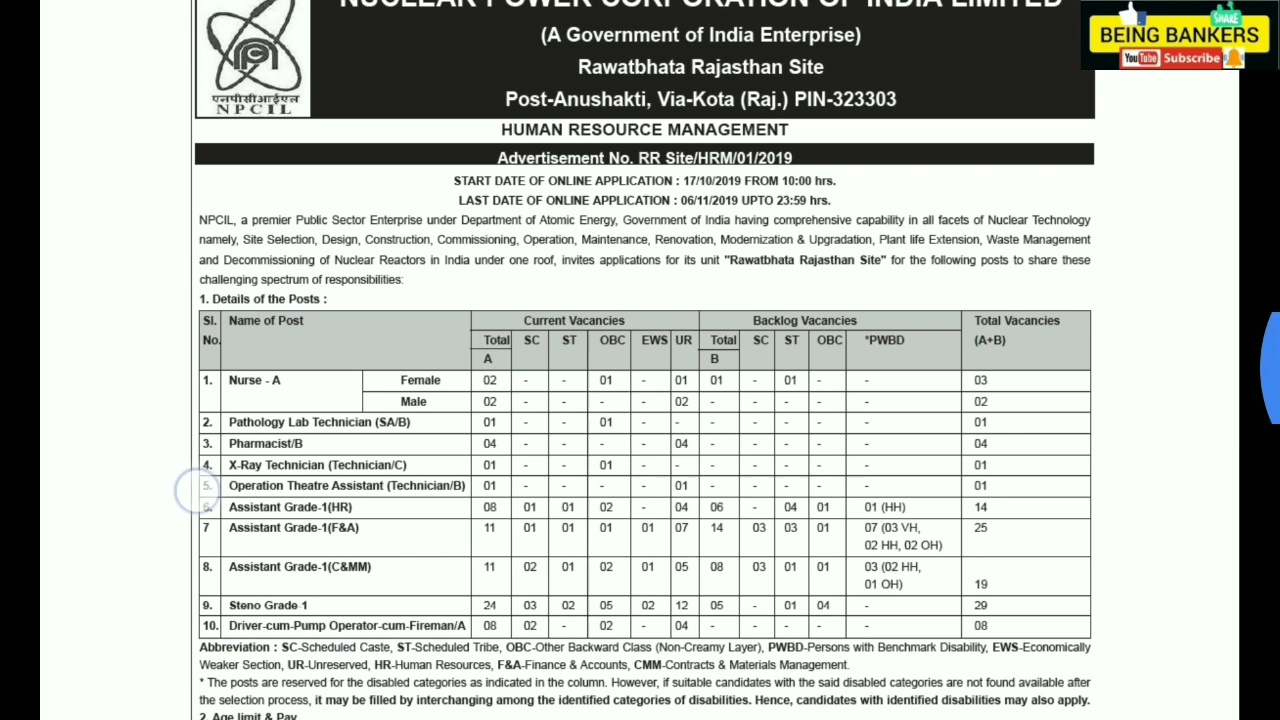 NUCLEAR POWER CORPORATION OF INDIA LIMITED
(A Government of India Enterprise)
Rawatbhata Rajasthan Site
Post-Anushakti, Via-Kota (Raj.) PIN-323303
एनपीसीआईएल
NPCIL
SHARE
BEING BANKERS
YouTube Subscribe
HUMAN RESOURCE MANAGEMENT
Advertisement No. RR Site/HRM/01/2019
START DATE OF ONLINE APPLICATION : 17/10/2019 FROM 10:00 hrs.
LAST DATE OF ONLINE APPLICATION : 06/11/2019 UPTO 23:59 hrs.
NPCIL, a premier Public Sector Enterprise under Department of Atomic Energy, Government of India having comprehensive capability in all facets of Nuclear Technology
namely, Site Selection, Design, Construction, Commissioning, Operation, Maintenance, Renovation, Modernization & Upgradation, Plant life Extension, Waste Management
and Decommissioning of Nuclear Reactors in India under one roof, invites applications for its unit "Rawatbhata Rajasthan Site" for the following posts to share these
challenging spectrum of responsibilities:
1. Details of the Posts :
Sl. Name of Post Current Vacancies Backlog Vacancies Total Vacancies
No. Total SC ST OBC EWS UR Total SC ST OBC *PWBD (A+B)
A B
1. Nurse - A Female 02 - - 01 - 01 01 - 01 - - 03
Male 02 - - - - 02 - - - - - 02
2. Pathology Lab Technician (SA/B) 01 - - 01 - - - - - - - 01
3. Pharmacist/B 04 - - - - 04 - - - - - 04
4. X-Ray Technician (Technician/C) 01 - - 01 - - - - - - - 01
5. Operation Theatre Assistant (Technician/B) 01 - - - - 01 - - - - - 01
6. Assistant Grade-1(HR) 08 01 01 02 - 04 06 - 04 01 01 (HH) 14
7 Assistant Grade-1(F&A) 11 01 01 01 01 07 14 03 03 01 07 (03 VH, 25
02 HH, 02 OH)
8. Assistant Grade-1(C&MM) 11 02 01 02 01 05 08 03 01 01 03 (02 HH,
01 OH) 19
9. Steno Grade 1 24 03 02 05 02 12 05 - 01 04 - 29
10. Driver-cum-Pump Operator-cum-Fireman/A 08 02 - 02 - 04 - - - - - 08
Abbreviation : SC-Scheduled Caste, ST-Scheduled Tribe, OBC-Other Backward Class (Non-Creamy Layer), PWBD-Persons with Benchmark Disability, EWS-Economically
Weaker Section, UR-Unreserved, HR-Human Resources, F&A-Finance & Accounts, CMM-Contracts & Materials Management.
* The posts are reserved for the disabled categories as indicated in the column. However, if suitable candidates with the said disabled categories are not found available after
the selection process, it may be filled by interchanging among the identified categories of disabilities. Hence, candidates with identified disabilities may also apply.
2. Age limit & Pay